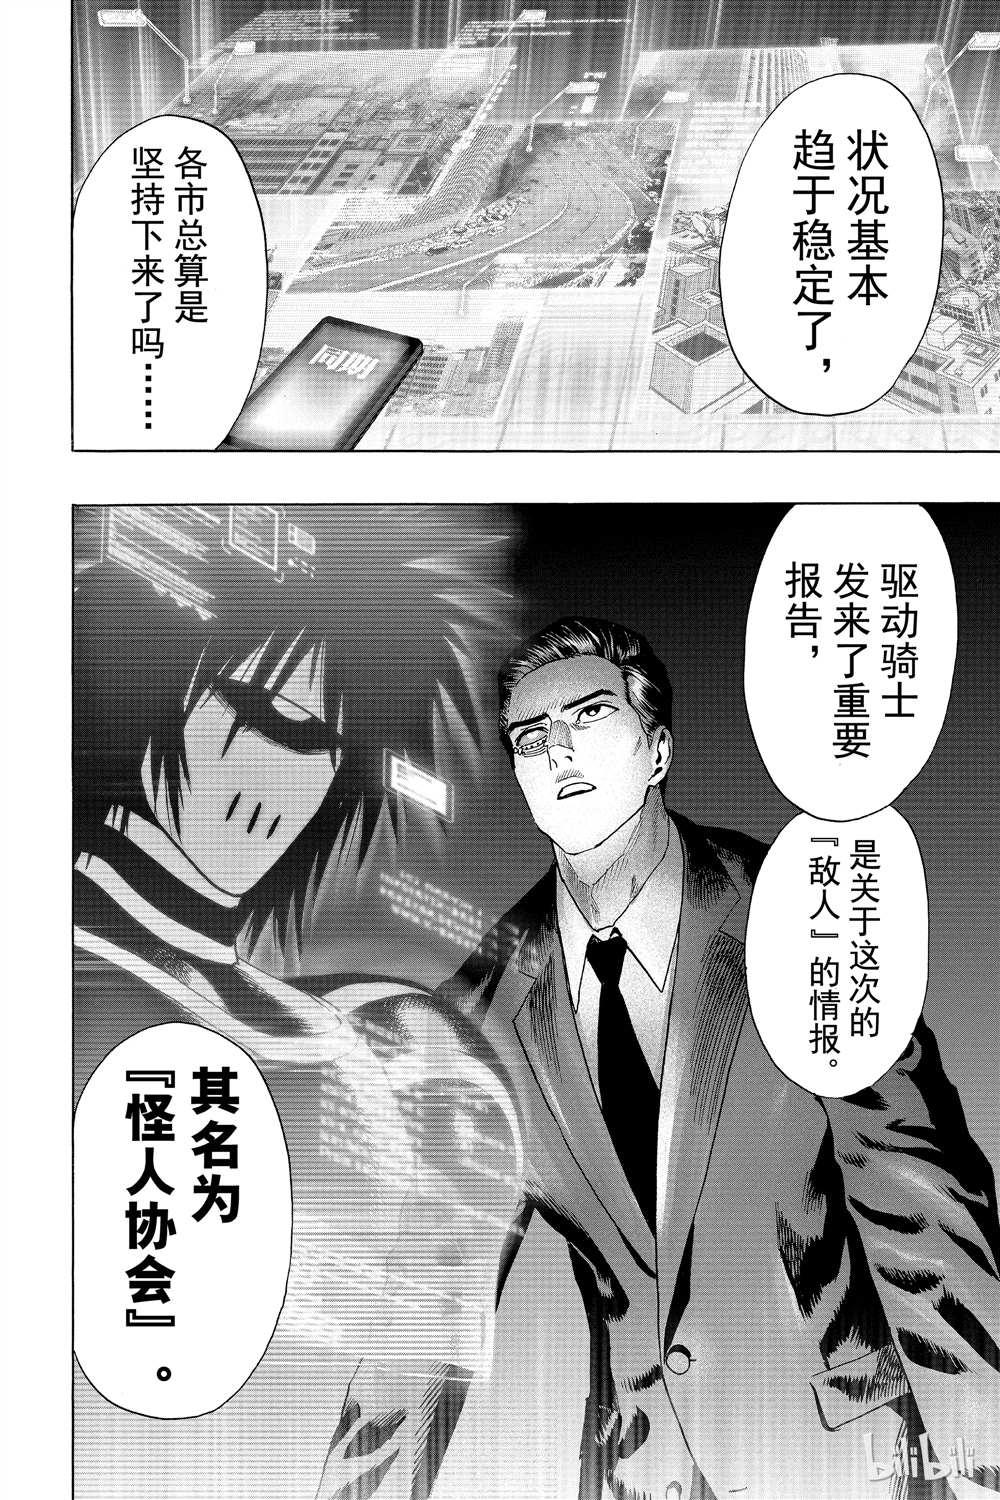 状况基本
趋于稳定了，
各市总算是
坚持下来了吗……
驱动骑士
发来了重要
报告，
是关于这次的
『敌人』的情报。
其名为
『怪人协会』。
bilibili